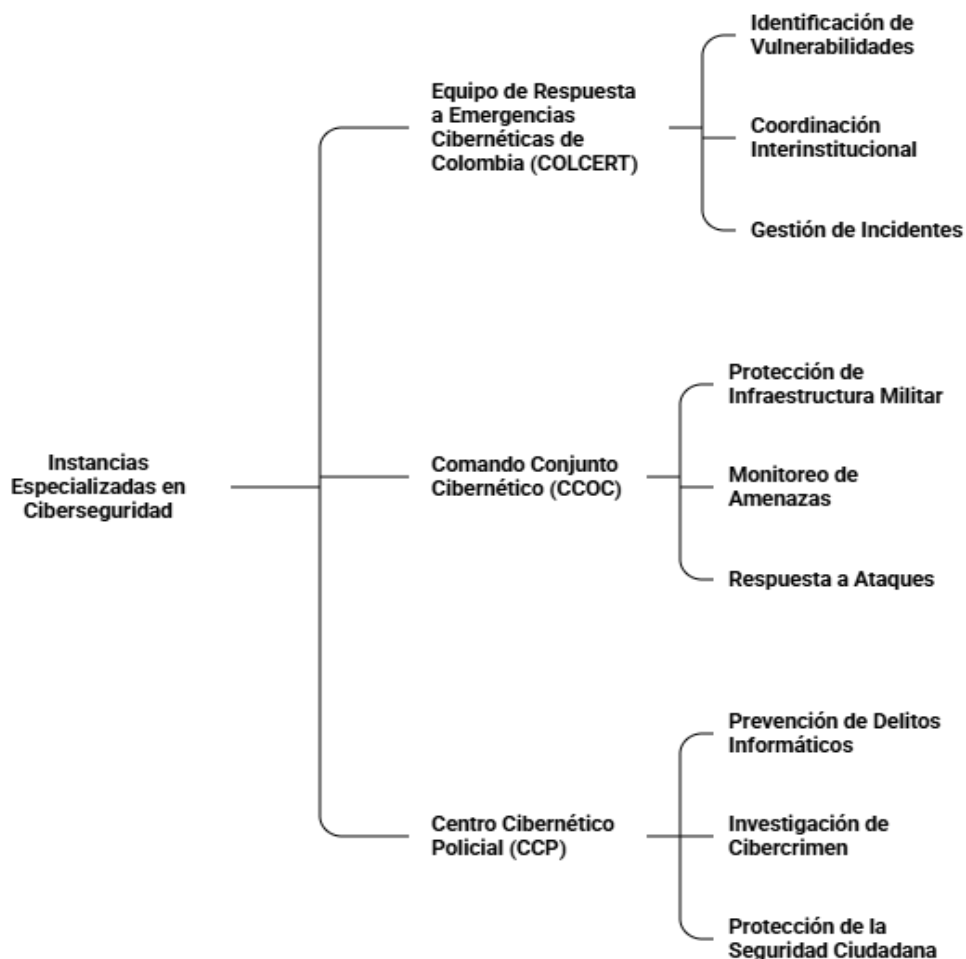 Instancias
Especializadas en
Ciberseguridad
Equipo de Respuesta
a Emergencias
Cibernéticas de
Colombia (COLCERT)
Identificación de
Vulnerabilidades
Coordinación
Interinstitucional
Gestión de Incidentes
Comando Conjunto
Cibernético (CCOC)
Protección de
Infraestructura Militar
Monitoreo de
Amenazas
Respuesta a Ataques
Centro Cibernético
Policial (CCP)
Prevención de Delitos
Informáticos
Investigación de
Cibercrimen
Protección de la
Seguridad Ciudadana